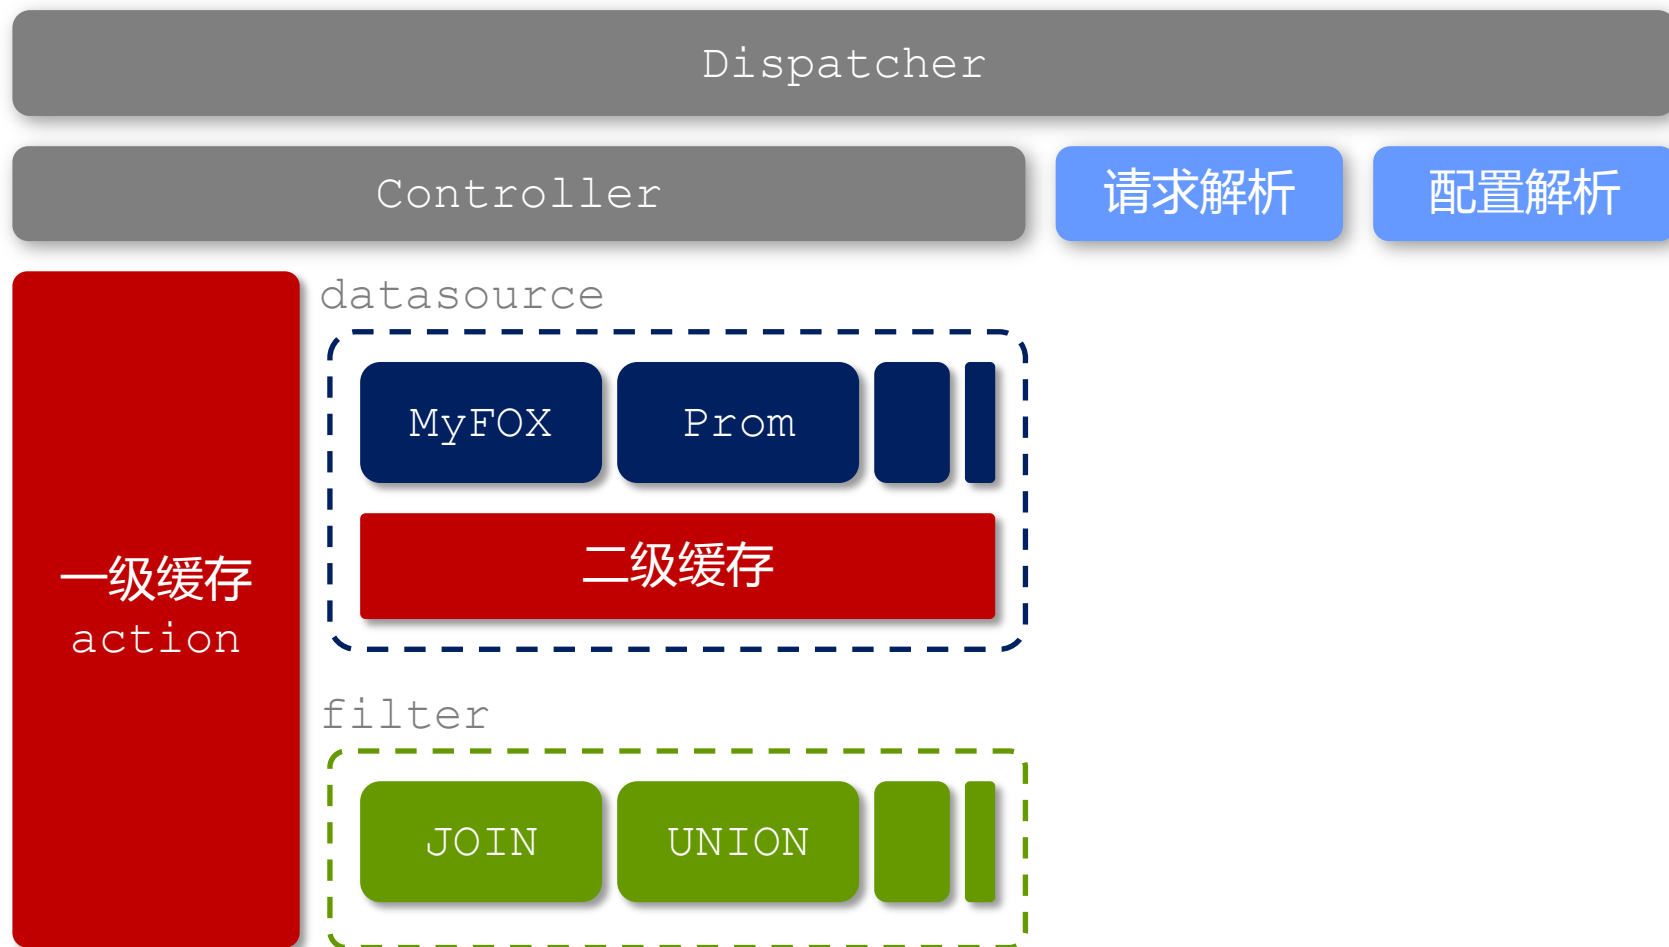 Dispatcher
Controller
请求解析
配置解析
datasource
MyFOX
Prom
二级缓存
一级缓存
action
filter
JOIN
UNION